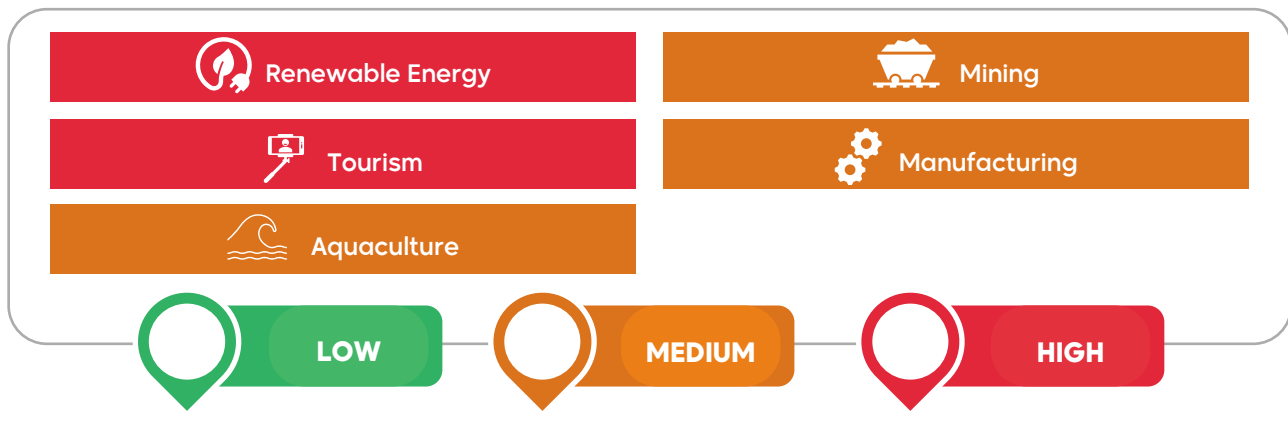 Renewable Energy
Mining
Tourism
Manufacturing
Aquaculture
LOW
MEDIUM
HIGH